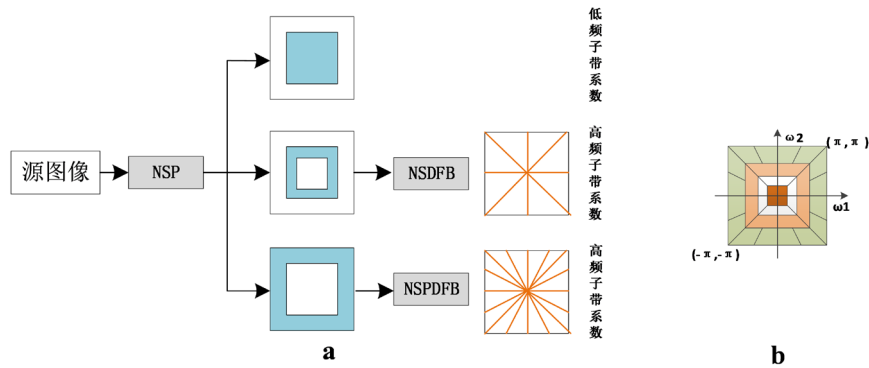 低频子带系数
源图像
NSP
NSDFB
高频子带系数
NSPDFB
高频子带系数
a
ω2
(π,π)
ω1
(-π,-π)
b